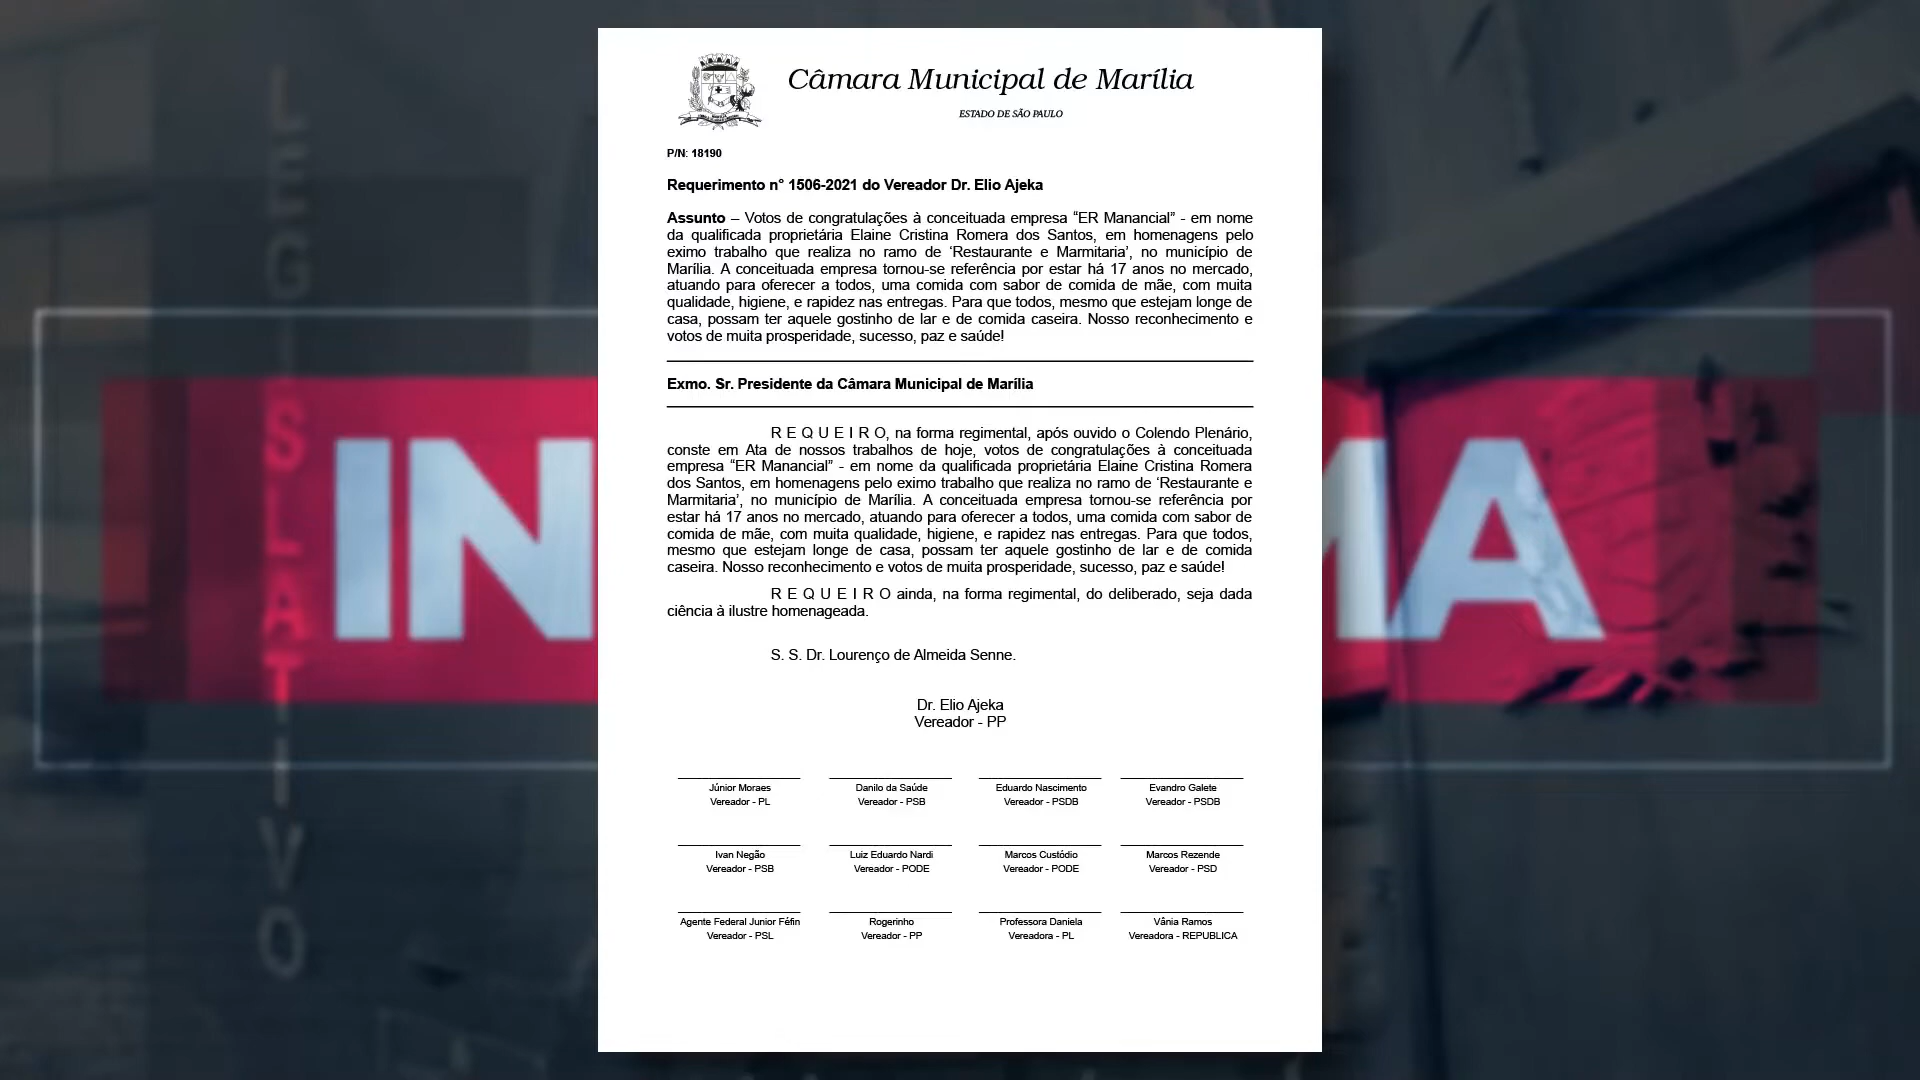 Câmara Municipal de Marília
ESTADO DE SÃO PAULO
P/N: 18190
Requerimento n° 1506-2021 do Vereador Dr. Elio Ajeka
Assunto – Votos de congratulações à conceituada empresa “ER Manancial” - em nome
da qualificada proprietária Elaine Cristina Romera dos Santos, em homenagens pelo
eximo trabalho que realiza no ramo de ‘Restaurante e Marmitaria’, no município de
Marília. A conceituada empresa tornou-se referência por estar há 17 anos no mercado,
atuando para oferecer a todos, uma comida com sabor de comida de mãe, com muita
qualidade, higiene, e rapidez nas entregas. Para que todos, mesmo que estejam longe de
casa, possam ter aquele gostinho de lar e de comida caseira. Nosso reconhecimento e
votos de muita prosperidade, sucesso, paz e saúde!
Exmo. Sr. Presidente da Câmara Municipal de Marília
R E Q U E I R O, na forma regimental, após ouvido o Colendo Plenário,
conste em Ata de nossos trabalhos de hoje, votos de congratulações à conceituada
empresa “ER Manancial” - em nome da qualificada proprietária Elaine Cristina Romera
dos Santos, em homenagens pelo eximo trabalho que realiza no ramo de ‘Restaurante e
Marmitaria’, no município de Marília. A conceituada empresa tornou-se referência por
estar há 17 anos no mercado, atuando para oferecer a todos, uma comida com sabor de
comida de mãe, com muita qualidade, higiene, e rapidez nas entregas. Para que todos,
mesmo que estejam longe de casa, possam ter aquele gostinho de lar e de comida
caseira. Nosso reconhecimento e votos de muita prosperidade, sucesso, paz e saúde!
R E Q U E I R O ainda, na forma regimental, do deliberado, seja dada
ciência à ilustre homenageada.
S. S. Dr. Lourenço de Almeida Senne.
Dr. Elio Ajeka
Vereador - PP
Júnior Moraes Danilo da Saúde Eduardo Nascimento Evandro Galete
Vereador - PL Vereador - PSB Vereador - PSDB Vereador - PSDB
Ivan Negão Luiz Eduardo Nardi Marcos Custódio Marcos Rezende
Vereador - PSB Vereador - PODE Vereador - PODE Vereador - PSD
Agente Federal Junior Féfin Rogerinho Professora Daniela Vânia Ramos
Vereador - PSL Vereador - PP Vereadora - PL Vereadora - REPUBLICA
LEGISLATIVO
IN MA